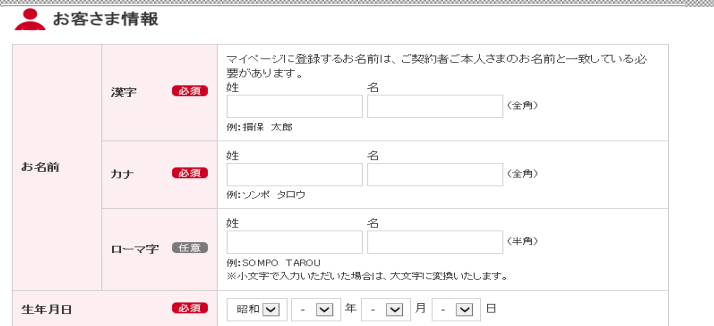 お客さま情報
マイページに登録するお名前は、ご契約者ご本人さまのお名前と一致している必
要があります。
漢字 必須
姓 名
(全角)
例:損保 太郎
お名前
カナ 必須
姓 名
(全角)
例:ソンポ タロウ
ローマ字 任意
姓 名
(半角)
例:SOMPO TAROU
※小文字で入力いただいた場合は、大文字に変換いたします。
生年月日 必須 昭和 - 年 - 月 - 日